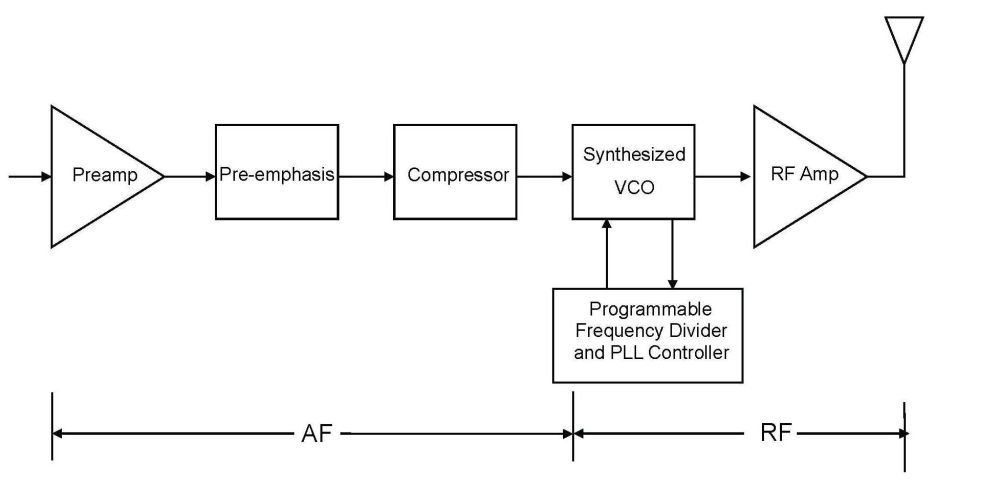 Preamp
Pre-emphasis
Compressor
Synthesized
VCO
RF Amp
Programmable
Frequency Divider
and PLL Controller
AF
RF